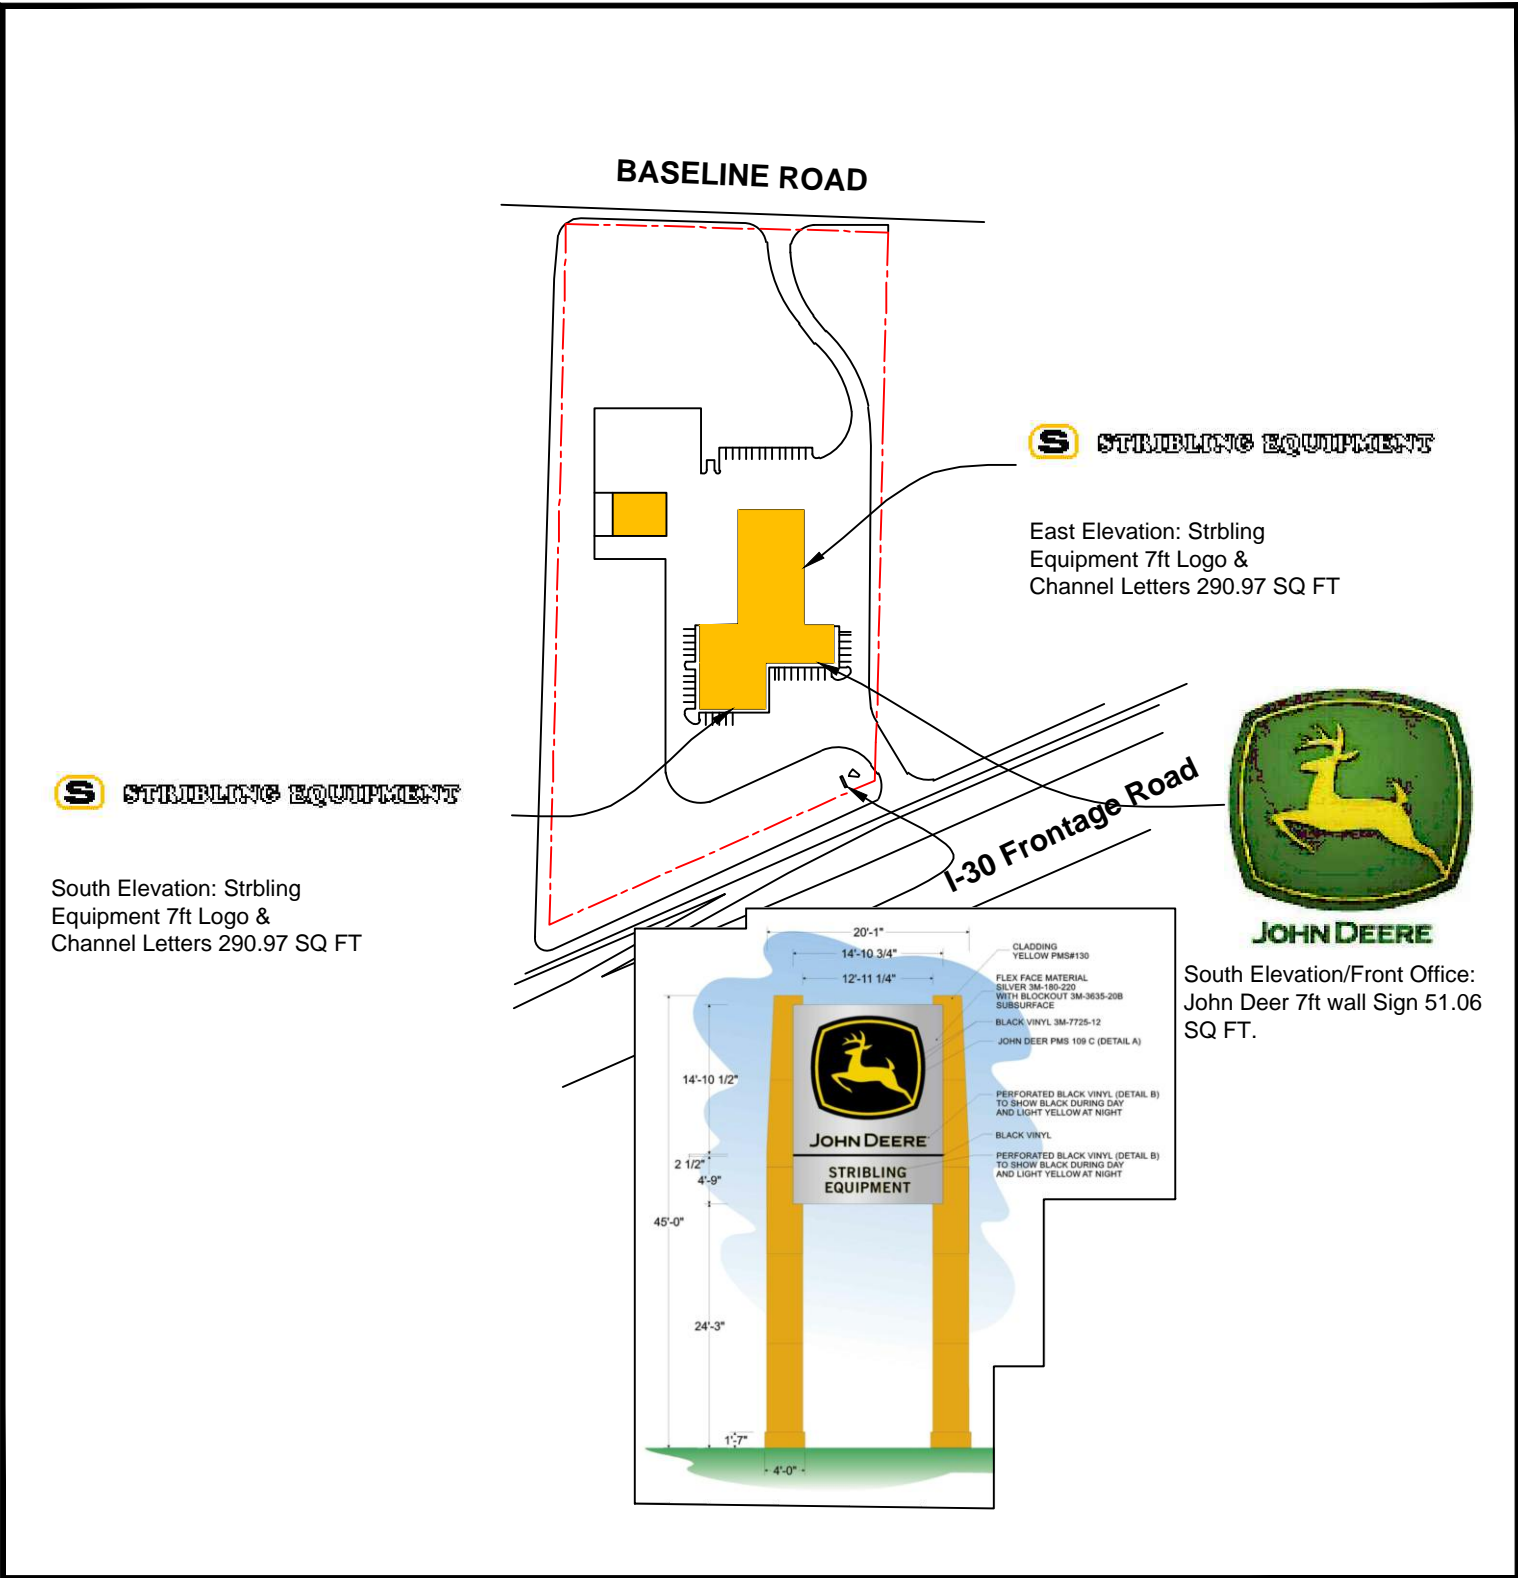 BASELINE ROAD
S STRIBLING EQUIPMENT
East Elevation: Strbling
Equipment 7ft Logo &
Channel Letters 290.97 SQ FT
S STRIBLING EQUIPMENT
South Elevation: Strbling
Equipment 7ft Logo &
Channel Letters 290.97 SQ FT
I-30 Frontage Road
JOHN DEERE
South Elevation/Front Office:
John Deer 7ft wall Sign 51.06
SQ FT.
20'-1"
14'-10 3/4"
12'-11 1/4"
CLADDING
YELLOW PMS#130
FLEX FACE MATERIAL
SILVER 3M-180-220
WITH BLOCKOUT 3M-3635-20B
SUBSURFACE
BLACK VINYL 3M-7725-12
JOHN DEER PMS 109 C (DETAIL A)
14'-10 1/2"
PERFORATED BLACK VINYL (DETAIL B)
TO SHOW BLACK DURING DAY
AND LIGHT YELLOW AT NIGHT
JOHN DEERE
BLACK VINYL
2 1/2"
4'-9"
STRIBLING
EQUIPMENT
PERFORATED BLACK VINYL (DETAIL B)
TO SHOW BLACK DURING DAY
AND LIGHT YELLOW AT NIGHT
45'-0"
24'-3"
1'-7"
4'-0"